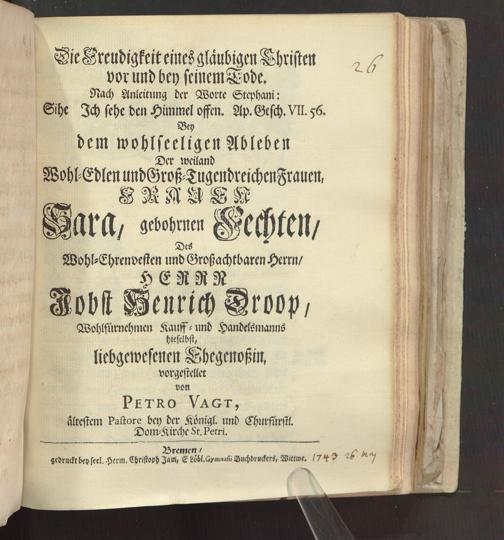 26
Die Freudigkeit eines gläubigen Christen
vor und bey seinem Tode.
Nach Anleitung der Worte Stephani:
Sihe Ich sehe den Himmel offen. Ap. Gesch. VII. 56.
Bey
dem wohlseeligen Ableben
Der weiland
Wohl-Edlen und Groß-Tugendreichen Frauen,
FRAUEN
Sara, gebohrnen Fechten,
Des
Wohl-Ehrenvesten und Großachtbaren Herrn/
HERRN
Jobst Henrich Droop,
Wohlfürnehmen Kauff- und Handelsmanns
hieselbst,
liebgewesenen Ehegenoßin,
vorgestellet
von
PETRO VAGT,
ältestem Pastore bey der Königl. und Churfürstl.
Dom-Kirche St. Petri.
Bremen/
gedruckt bey seel. Herm. Christoph Jani, E Löbl. Gymnasii Buchdruckers, Wittwe. 1743 26